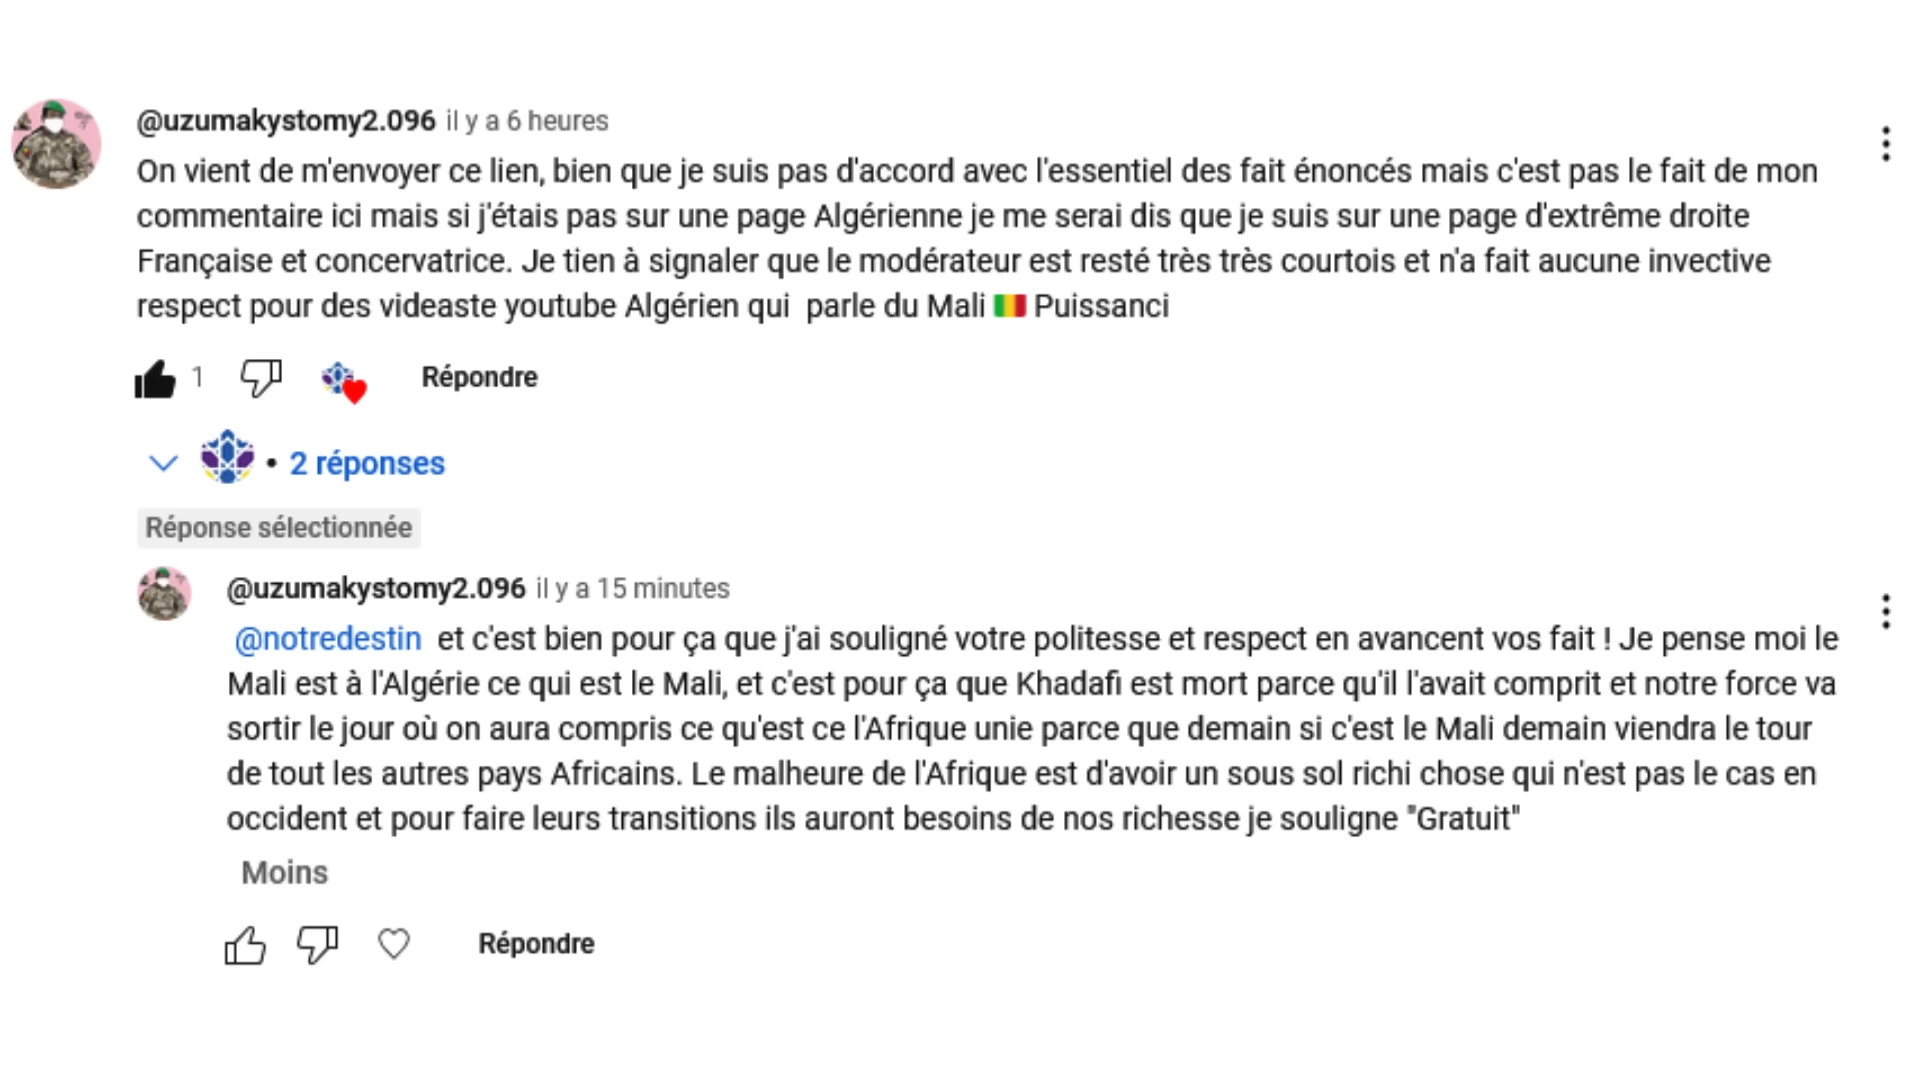 @uzumakystomy2.096 il y a 6 heures
On vient de m'envoyer ce lien, bien que je suis pas d'accord avec l'essentiel des fait énoncés mais c'est pas le fait de mon
commentaire ici mais si j'étais pas sur une page Algérienne je me serai dis que je suis sur une page d'extrême droite
Française et concervatrice. Je tien à signaler que le modérateur est resté très très courtois et n'a fait aucune invective
respect pour des videaste youtube Algérien qui  parle du Mali 🇲🇱 Puissanci
1 Répondre
• 2 réponses
Réponse sélectionnée
@uzumakystomy2.096 il y a 15 minutes
@notredestin  et c'est bien pour ça que j'ai souligné votre politesse et respect en avancent vos fait ! Je pense moi le
Mali est à l'Algérie ce qui est le Mali, et c'est pour ça que Khadafi est mort parce qu'il l'avait comprit et notre force va
sortir le jour où on aura compris ce qu'est ce l'Afrique unie parce que demain si c'est le Mali demain viendra le tour
de tout les autres pays Africains. Le malheure de l'Afrique est d'avoir un sous sol richi chose qui n'est pas le cas en
occident et pour faire leurs transitions ils auront besoins de nos richesse je souligne "Gratuit"
Moins
Répondre